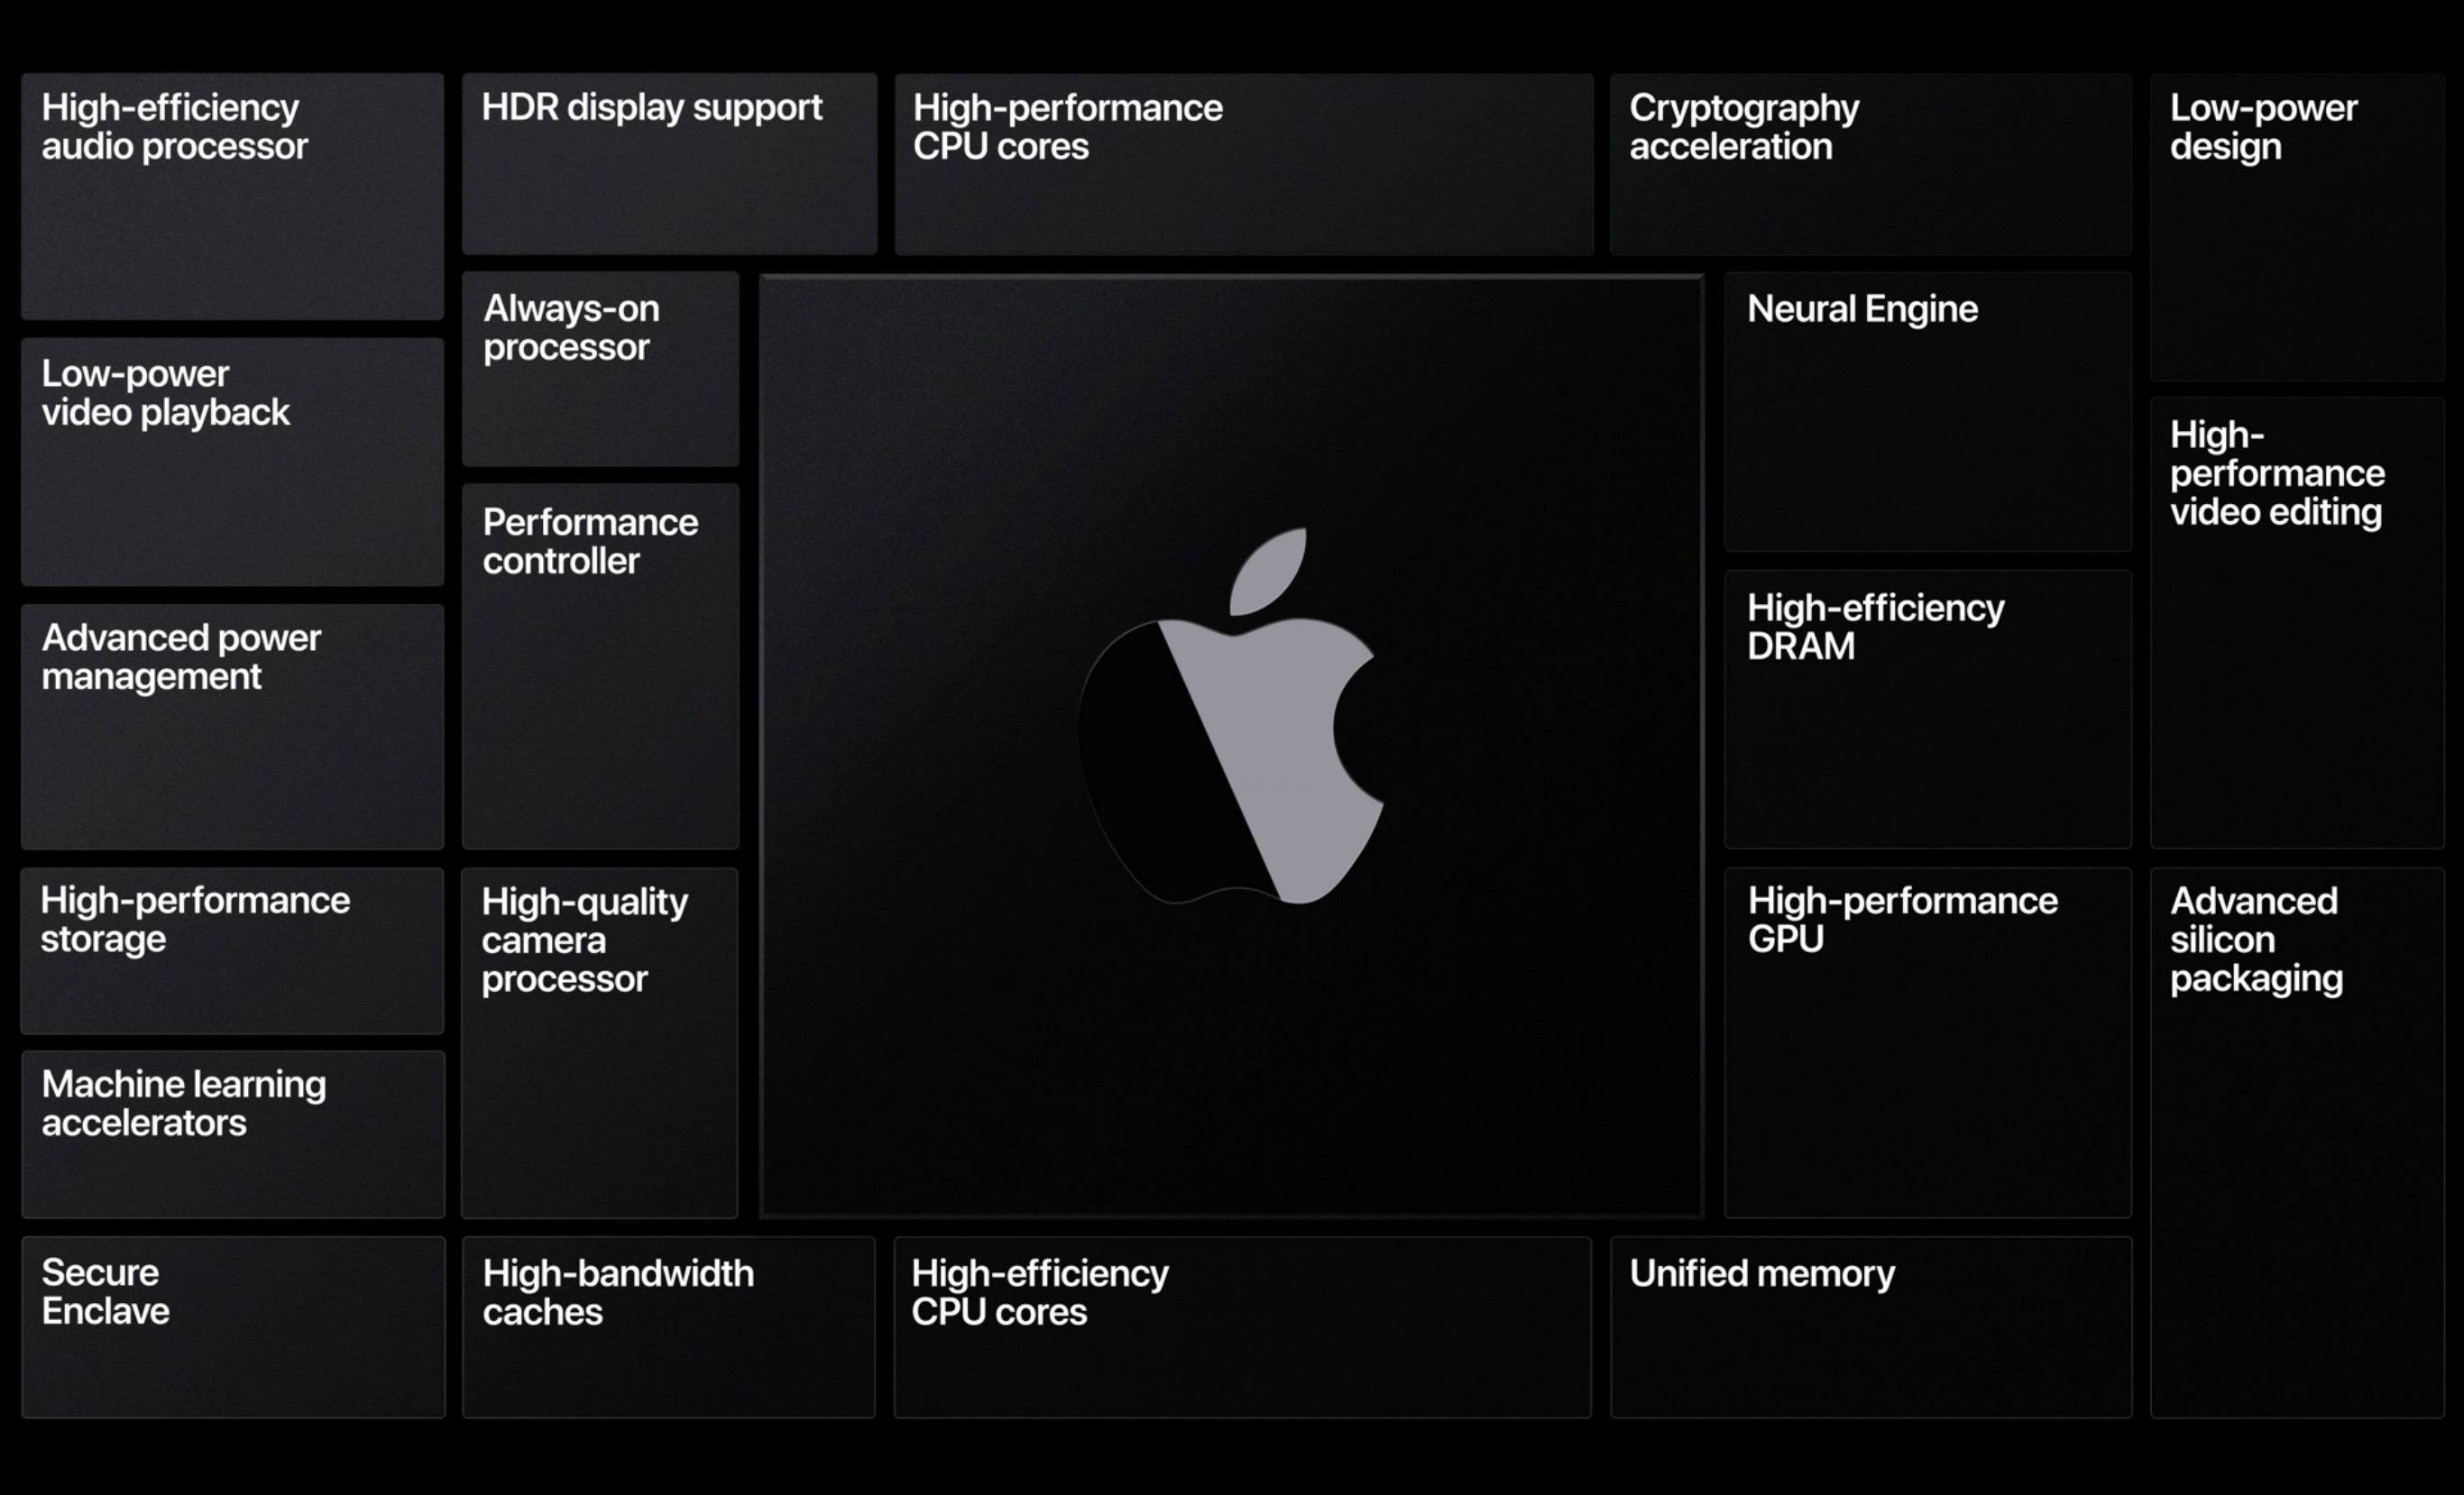 High-efficiency
audio processor
HDR display support
High-performance
CPU cores
Cryptography
acceleration
Low-power
design
Always-on
processor
Neural Engine
Low-power
video playback
High-
performance
video editing
Performance
controller
High-efficiency
DRAM
Advanced power
management
High-performance
storage
High-quality
camera
processor
High-performance
GPU
Advanced
silicon
packaging
Machine learning
accelerators
Secure
Enclave
High-bandwidth
caches
High-efficiency
CPU cores
Unified memory